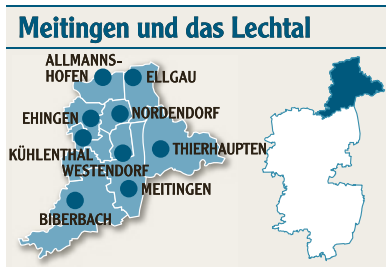 Meitingen und das Lechtal
ALLMANNS-
HOFEN
ELLGAU
EHINGEN
NORDENDORF
KÜHLENTHAL
THIERHAUPTEN
WESTENDORF
MEITINGEN
BIBERBACH